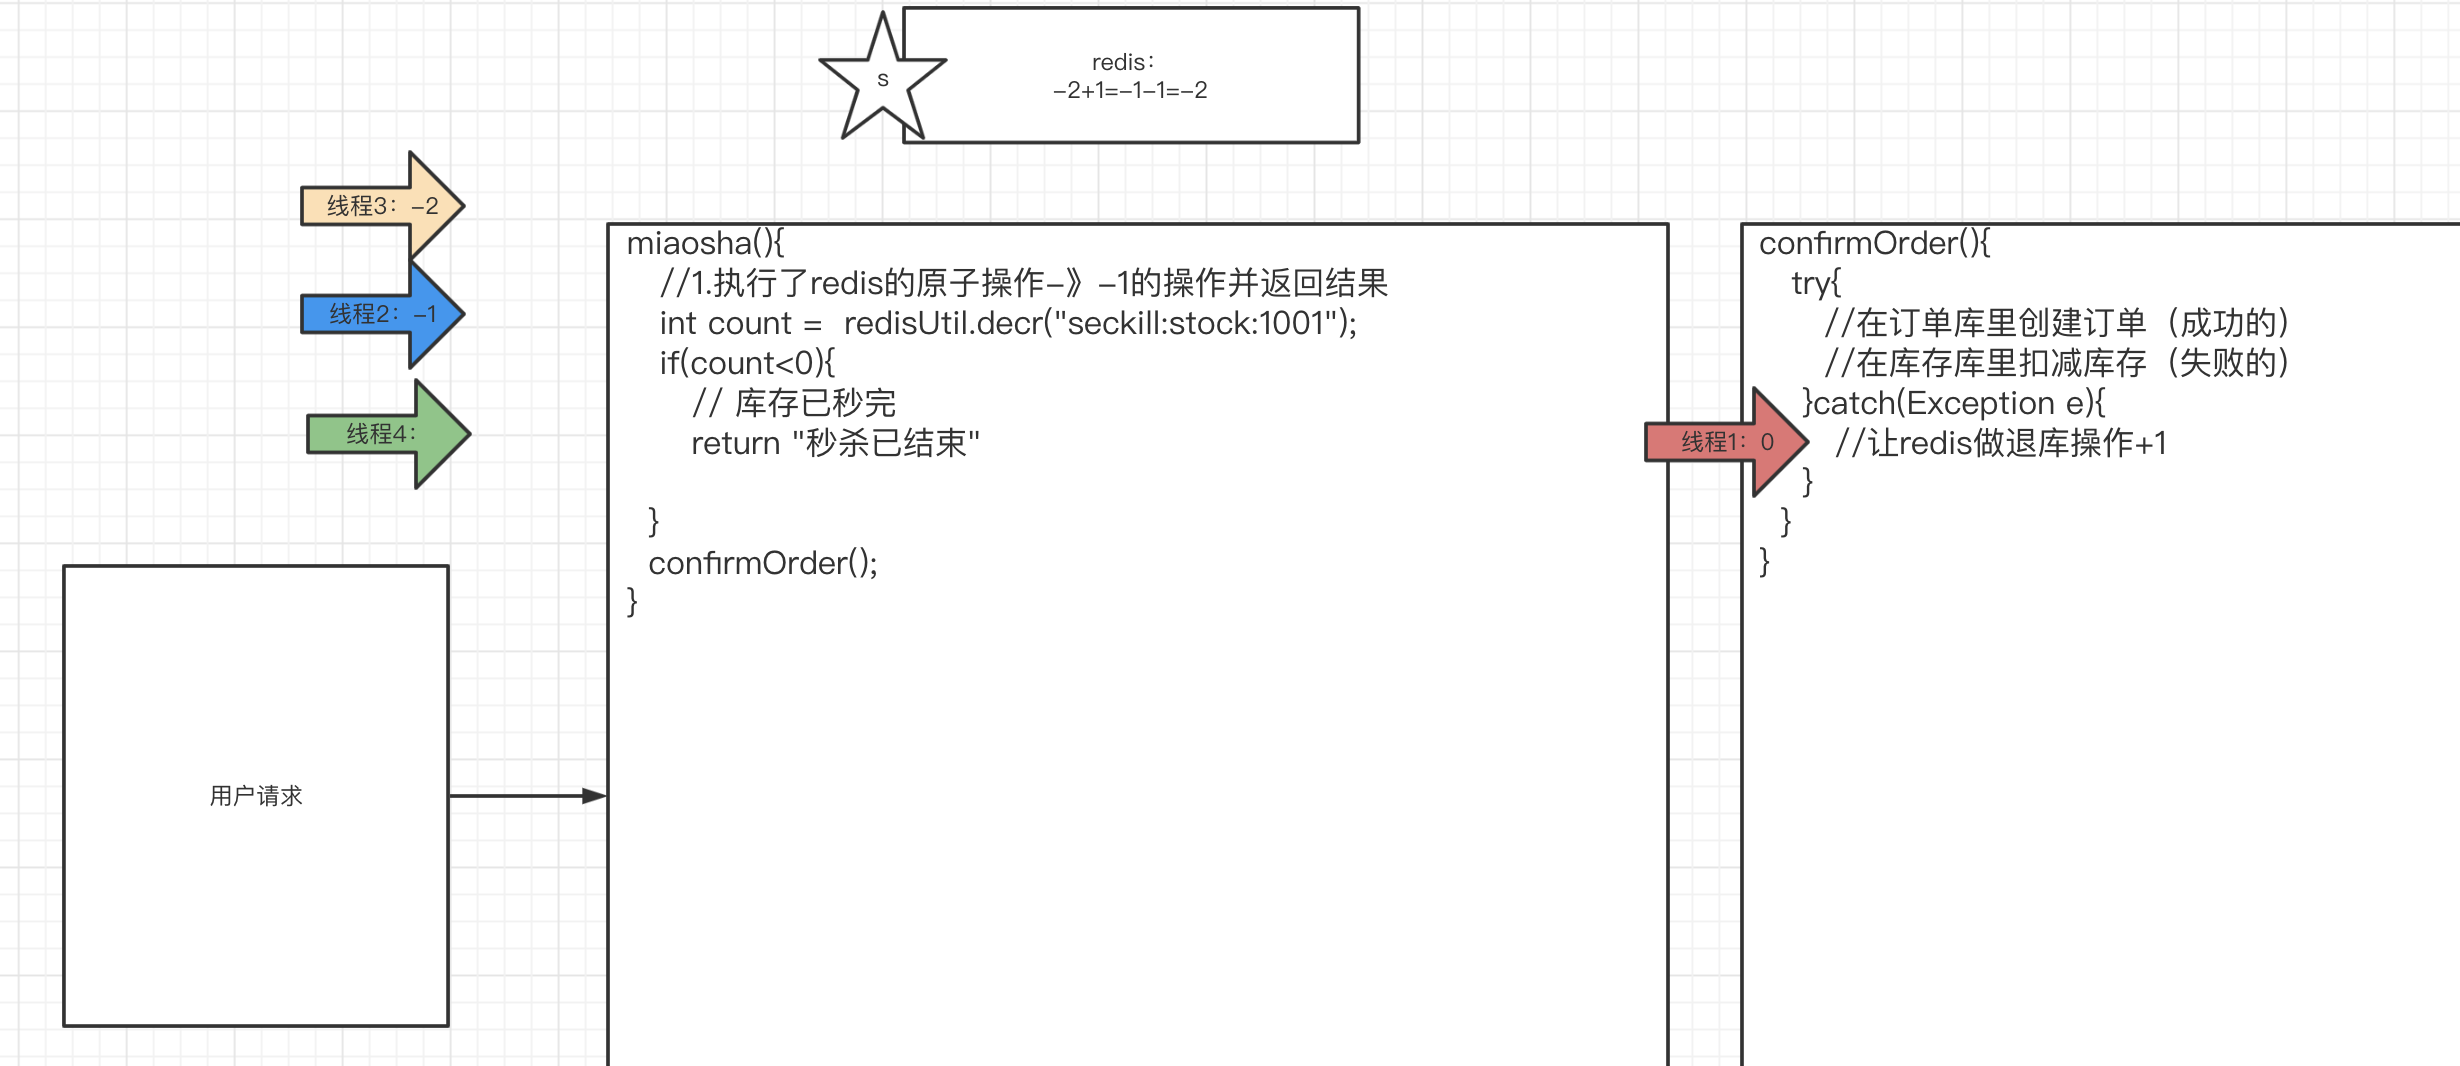 s
redis：
-2+1=-1-1=-2
线程3：-2
线程2：-1
线程4：
用户请求
miaosha(){
//1.执行了redis的原子操作-》-1的操作并返回结果
int count =  redisUtil.decr("seckill:stock:1001");
if(count<0){
// 库存已秒完
return "秒杀已结束"
}
confirmOrder();
}
线程1：0
confirmOrder(){
try{
//在订单库里创建订单（成功的）
//在库存库里扣减库存（失败的）
}catch(Exception e){
//让redis做退库操作+1
}
}
}